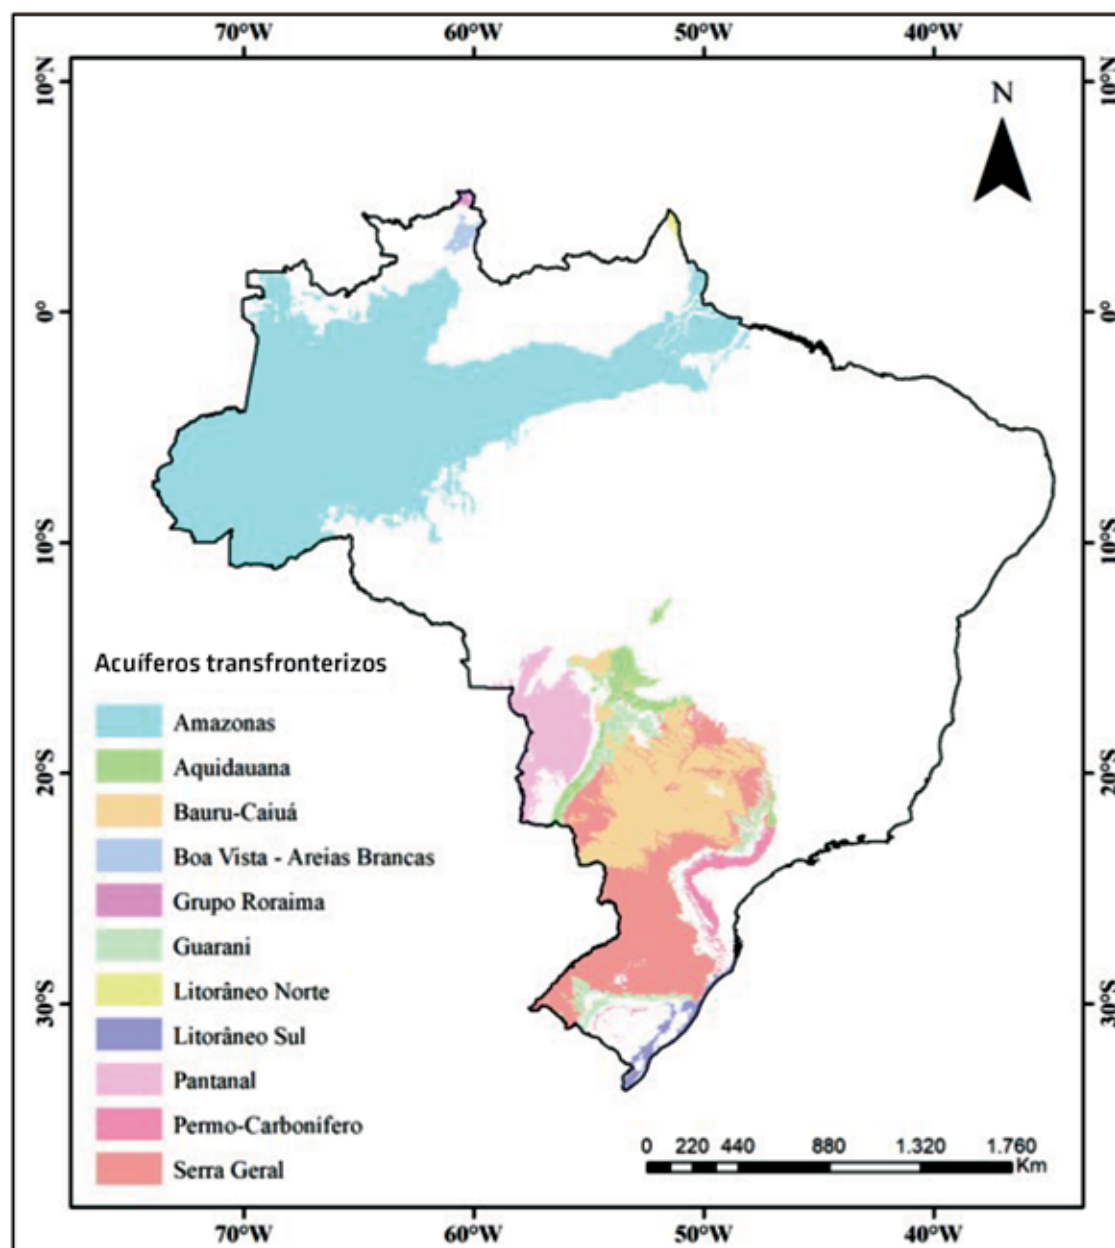 70°W 60°W 50°W 40°W
10°N 10°N
N
0° 0°
10°S 10°S
Acuíferos transfronterizos
Amazonas
Aquidauana
20°S 20°S
Bauru-Caiuá
Boa Vista - Areias Brancas
Grupo Roraima
Guarani
Litorâneo Norte
30°S 30°S
Litorâneo Sul
Pantanal
Permo-Carbonífero
Serra Geral
0 220 440 880 1.320 1.760
Km
70°W 60°W 50°W 40°W